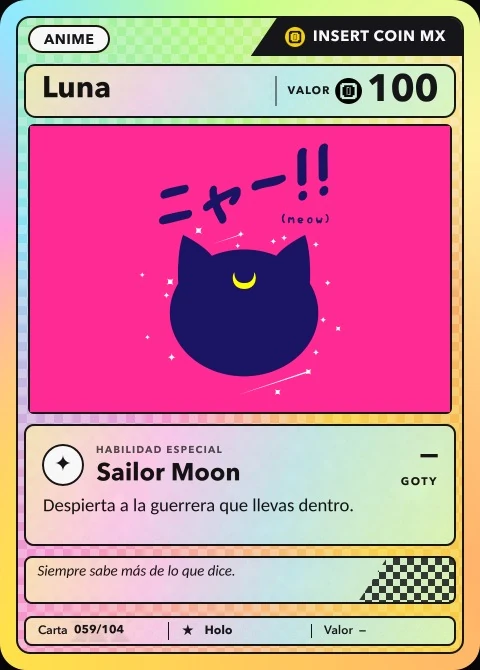 ANIME
INSERT COIN MX
Luna
VALOR 100
ニャー!!
(meow)
HABILIDAD ESPECIAL
Sailor Moon
–
GOTY
Despierta a la guerrera que llevas dentro.
Siempre sabe más de lo que dice.
Carta 059/104 ★ Holo Valor –